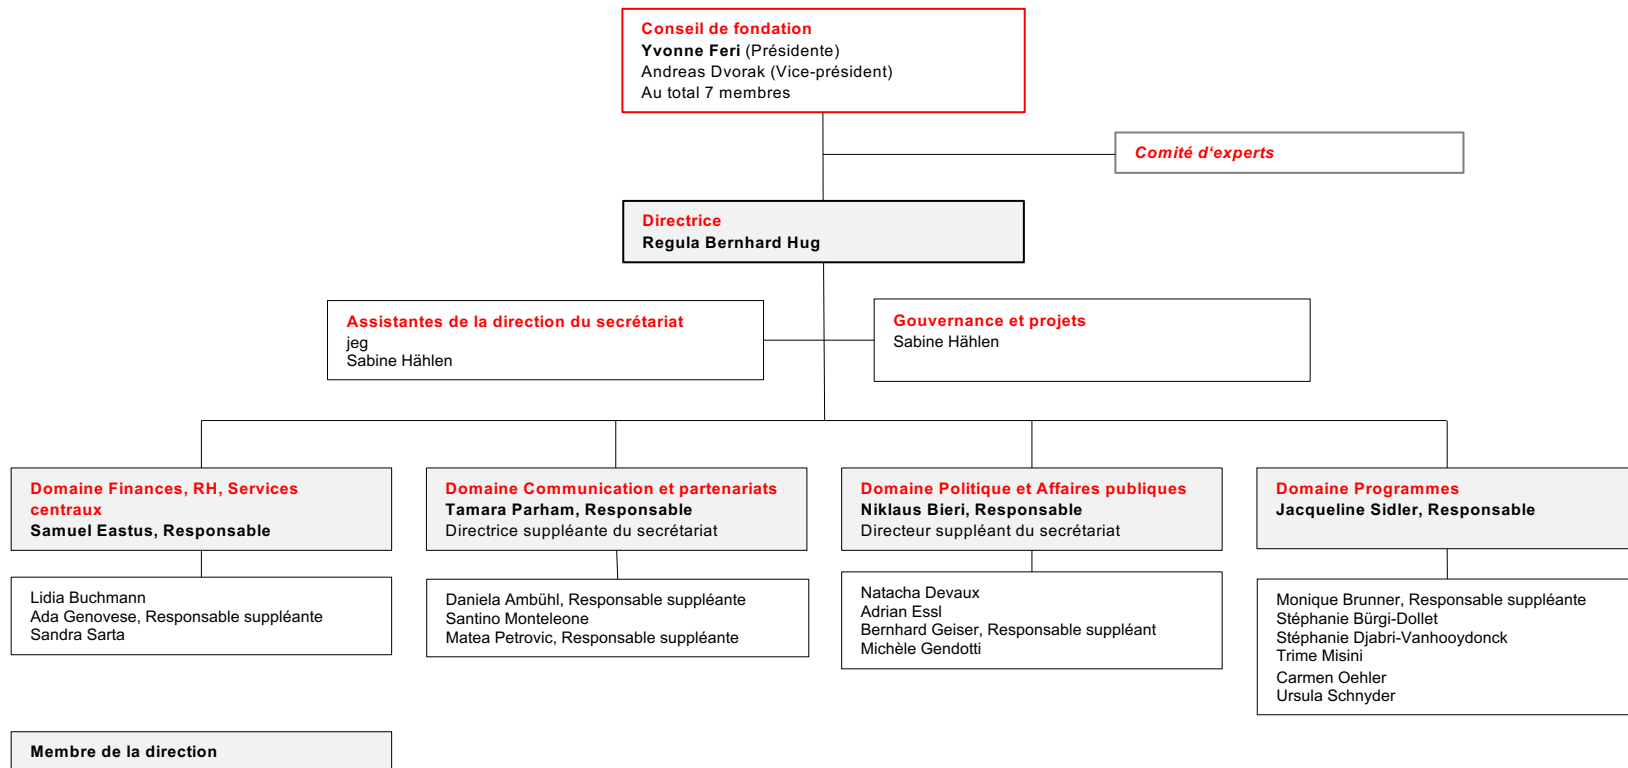 Conseil de fondation
Yvonne Feri (Présidente)
Andreas Dvorak (Vice-président)
Au total 7 membres
Comité d‘experts
Directrice
Regula Bernhard Hug
Assistantes de la direction du secrétariat
jeg
Sabine Hählen
Gouvernance et projets
Sabine Hählen
Domaine Finances, RH, Services
centraux
Samuel Eastus, Responsable
Domaine Communication et partenariats
Tamara Parham, Responsable
Directrice suppléante du secrétariat
Domaine Politique et Affaires publiques
Niklaus Bieri, Responsable
Directeur suppléant du secrétariat
Domaine Programmes
Jacqueline Sidler, Responsable
Lidia Buchmann
Ada Genovese, Responsable suppléante
Sandra Sarta
Daniela Ambühl, Responsable suppléante
Santino Monteleone
Matea Petrovic, Responsable suppléante
Natacha Devaux
Adrian Essl
Bernhard Geiser, Responsable suppléant
Michèle Gendotti
Monique Brunner, Responsable suppléante
Stéphanie Bürgi-Dollet
Stéphanie Djabri-Vanhooydonck
Trime Misini
Carmen Oehler
Ursula Schnyder
Membre de la direction